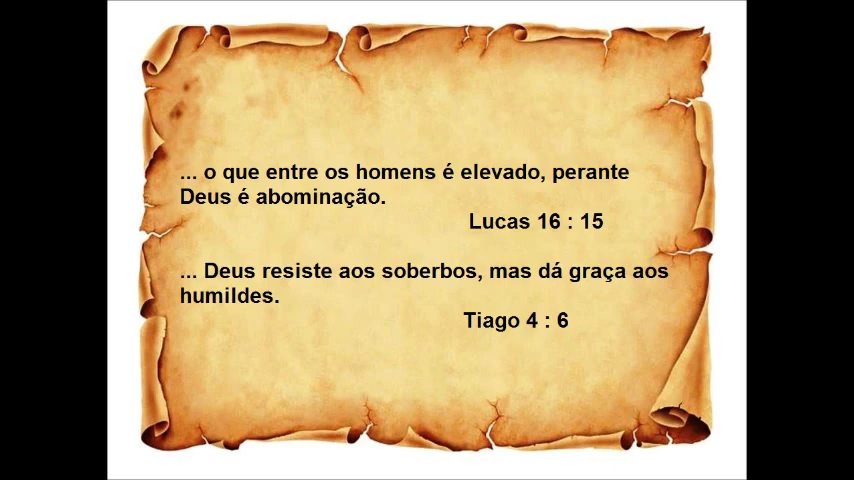 ... o que entre os homens é elevado, perante
Deus é abominação.
Lucas 16 : 15
... Deus resiste aos soberbos, mas dá graça aos
humildes.
Tiago 4 : 6